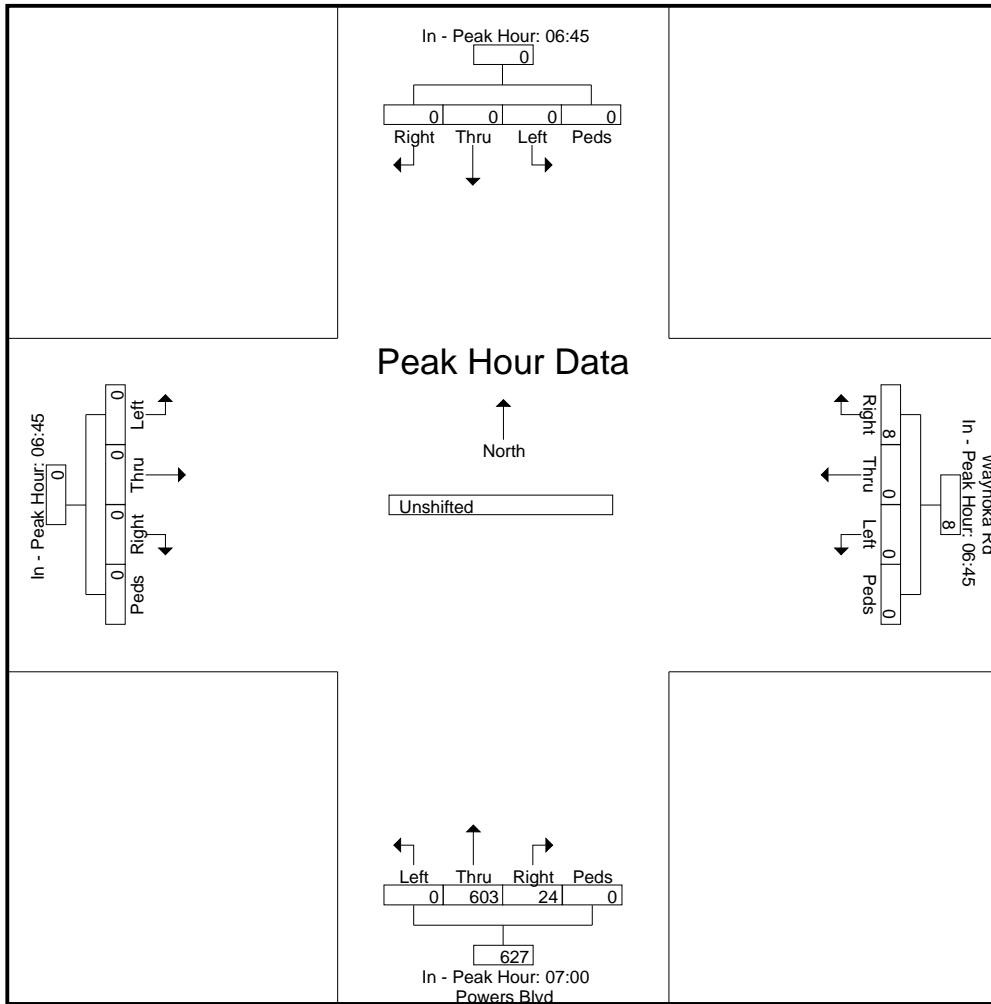 In - Peak Hour: 06:45
0
0 0 0 0
Right Thru Left Peds
Peak Hour Data
North
Unshifted
In - Peak Hour: 06:45
0
0 0 0 0
Left Thru Right Peds
Waynoka Rd
In - Peak Hour: 06:45
8
8 0 0 0
Right Thru Left Peds
Left Thru Right Peds
0 603 24 0
627
In - Peak Hour: 07:00
Powers Blvd